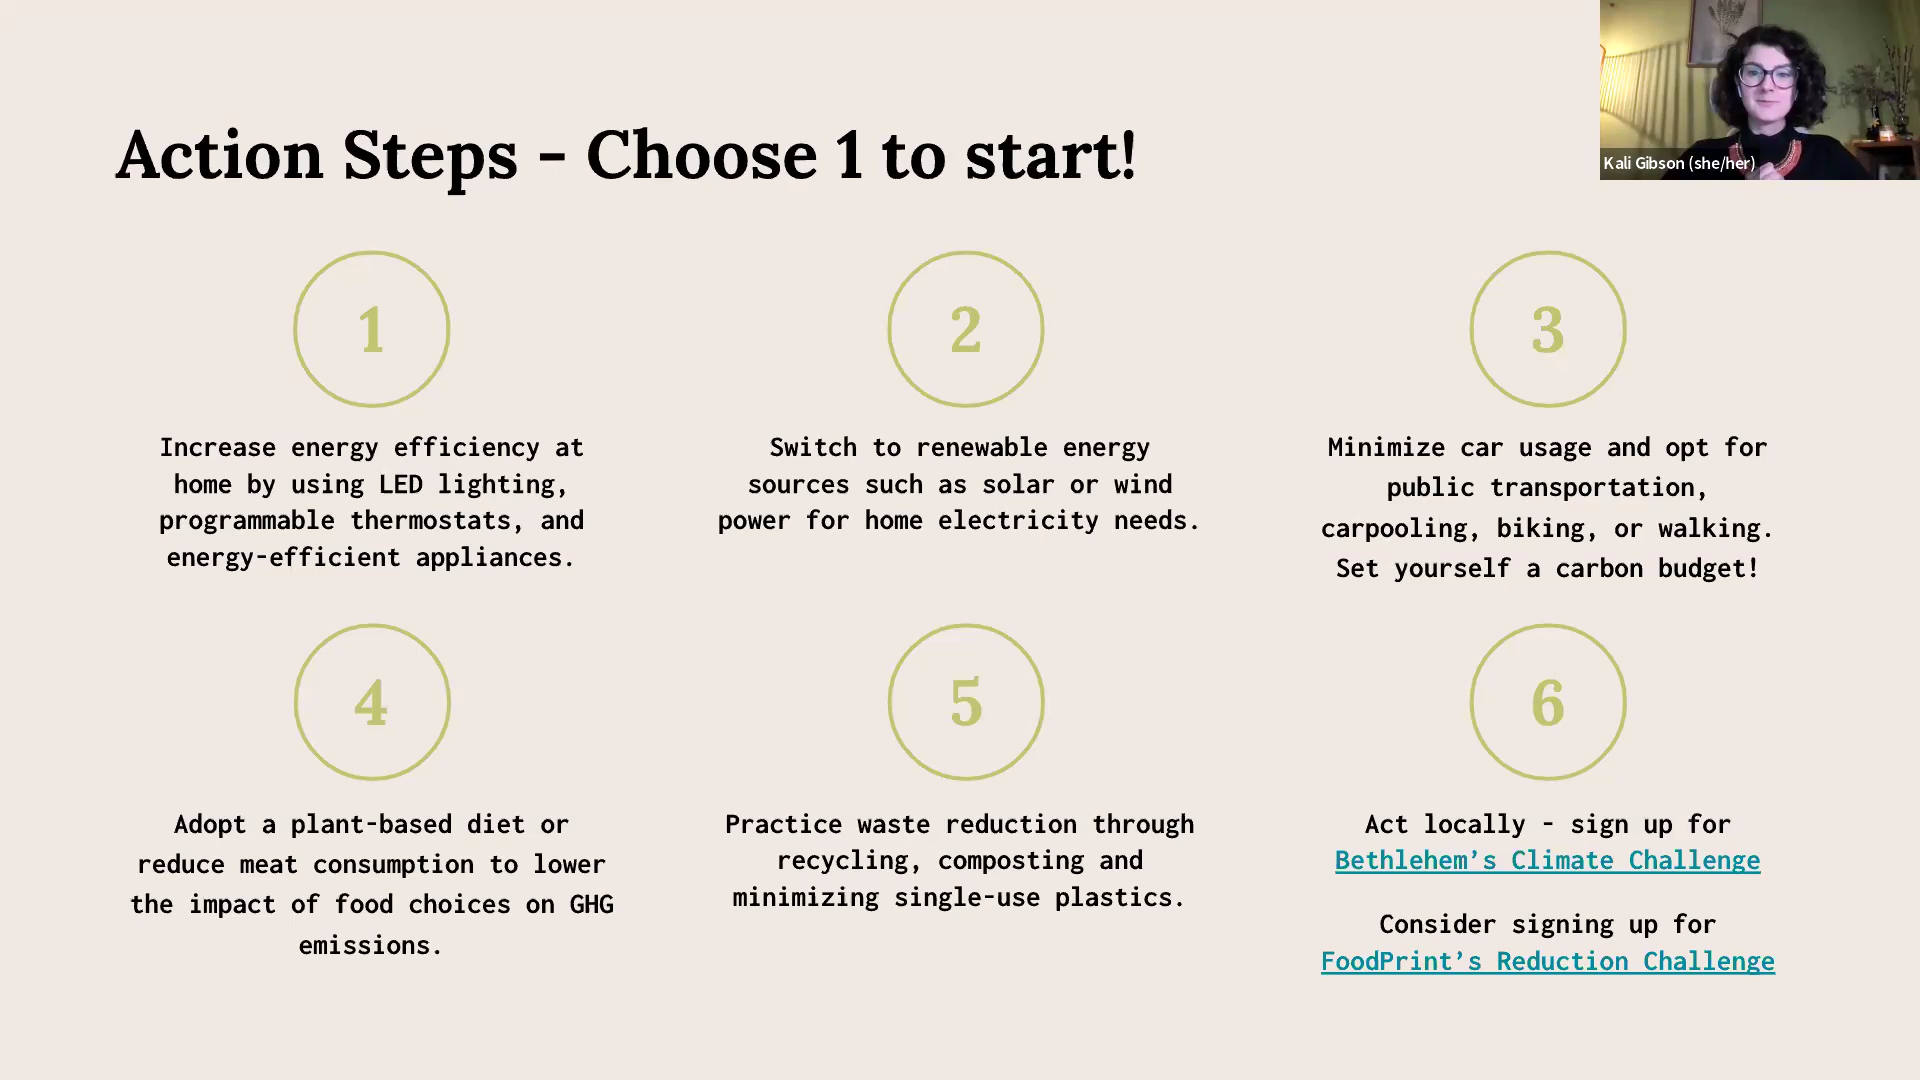 Action Steps - Choose 1 to start!
Kali Gibson (she/her)
1
Increase energy efficiency at
home by using LED lighting,
programmable thermostats, and
energy-efficient appliances.
2
Switch to renewable energy
sources such as solar or wind
power for home electricity needs.
3
Minimize car usage and opt for
public transportation,
carpooling, biking, or walking.
Set yourself a carbon budget!
4
Adopt a plant-based diet or
reduce meat consumption to lower
the impact of food choices on GHG
emissions.
5
Practice waste reduction through
recycling, composting and
minimizing single-use plastics.
6
Act locally - sign up for
Bethlehem’s Climate Challenge
Consider signing up for
FoodPrint’s Reduction Challenge